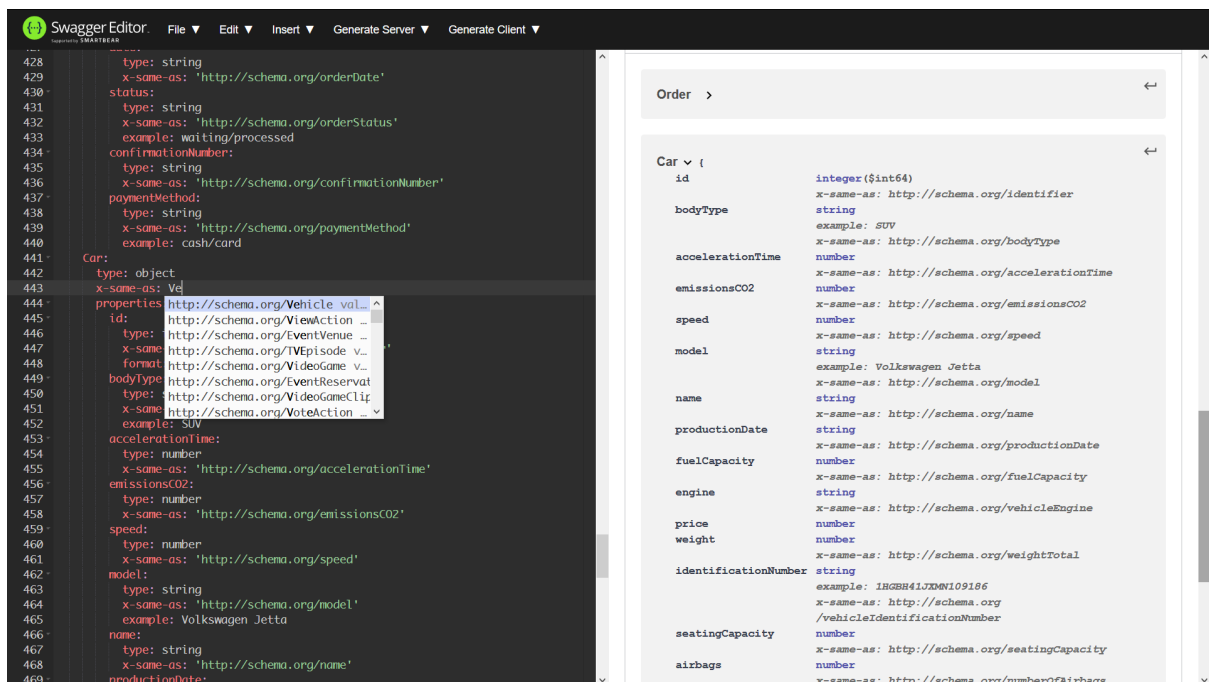 Swagger Editor. File ▼ Edit ▼ Insert ▼ Generate Server ▼ Generate Client ▼
Supported by SMARTBEAR
428 type: string
429 x-same-as: 'http://schema.org/orderDate'
430 status:
431 type: string
432 x-same-as: 'http://schema.org/orderStatus'
433 example: waiting/processed
434 confirmationNumber:
435 type: string
436 x-same-as: 'http://schema.org/confirmationNumber'
437 paymentMethod:
438 type: string
439 x-same-as: 'http://schema.org/paymentMethod'
440 example: cash/card
441 Car:
442 type: object
443 x-same-as: Ve
444 properties
445 id:
446 type:
447 x-same
448 format
449 bodyType
450 type:
451 x-same
452 example: SUV
453 accelerationTime:
454 type: number
455 x-same-as: 'http://schema.org/accelerationTime'
456 emissionsCO2:
457 type: number
458 x-same-as: 'http://schema.org/emissionsCO2'
459 speed:
460 type: number
461 x-same-as: 'http://schema.org/speed'
462 model:
463 type: string
464 x-same-as: 'http://schema.org/model'
465 example: Volkswagen Jetta
466 name:
467 type: string
468 x-same-as: 'http://schema.org/name'
469 productionDate:
http://schema.org/Vehicle val…
http://schema.org/ViewAction …
http://schema.org/EventVenue …
http://schema.org/TVEpisode v…
http://schema.org/VideoGame v…
http://schema.org/EventReservat
http://schema.org/VideoGameClip
http://schema.org/VoteAction …
Order >
Car {
id integer($int64)
x-same-as: http://schema.org/identifier
bodyType string
example: SUV
x-same-as: http://schema.org/bodyType
accelerationTime number
x-same-as: http://schema.org/accelerationTime
emissionsCO2 number
x-same-as: http://schema.org/emissionsCO2
speed number
x-same-as: http://schema.org/speed
model string
example: Volkswagen Jetta
x-same-as: http://schema.org/model
name string
x-same-as: http://schema.org/name
productionDate string
x-same-as: http://schema.org/productionDate
fuelCapacity number
x-same-as: http://schema.org/fuelCapacity
engine string
x-same-as: http://schema.org/vehicleEngine
price number
weight number
x-same-as: http://schema.org/weightTotal
identificationNumber string
example: 1HGBH41JXMN109186
x-same-as: http://schema.org
/vehicleIdentificationNumber
seatingCapacity number
x-same-as: http://schema.org/seatingCapacity
airbags number
x-same-as: http://schema.org/numberOfAirbags